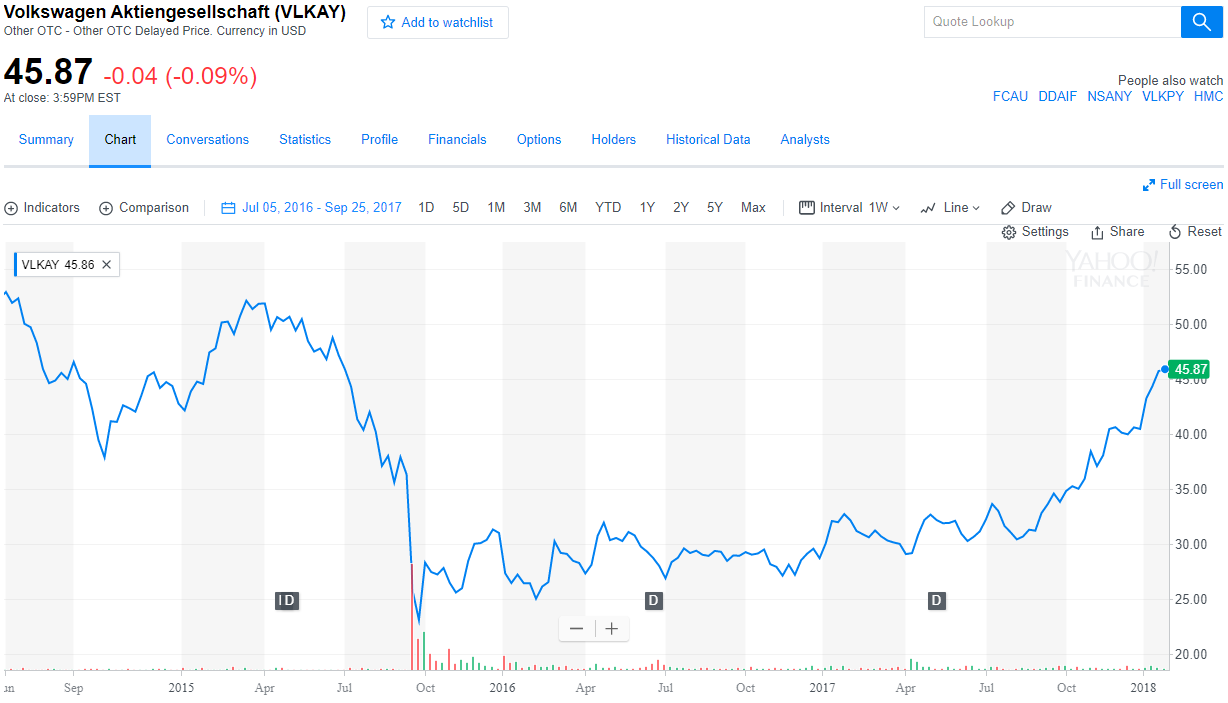 Volkswagen Aktiengesellschaft (VLKAY)
Add to watchlist
Quote Lookup
Other OTC - Other OTC Delayed Price. Currency in USD
45.87 -0.04 (-0.09%)
At close: 3:59PM EST
People also watch
FCAU DDAIF NSANY VLKPY HMC
Summary Chart Conversations Statistics Profile Financials Options Holders Historical Data Analysts
Full screen
Indicators Comparison Jul 05, 2016 - Sep 25, 2017 1D 5D 1M 3M 6M YTD 1Y 2Y 5Y Max Interval 1W Line Draw
Settings Share Reset
VLKAY 45.86
YAHOO!
FINANCE
55.00
50.00
45.87
45.00
40.00
35.00
30.00
25.00
20.00
D D D
Sep 2015 Apr Jul Oct 2016 Apr Jul Oct 2017 Apr Jul Oct 2018